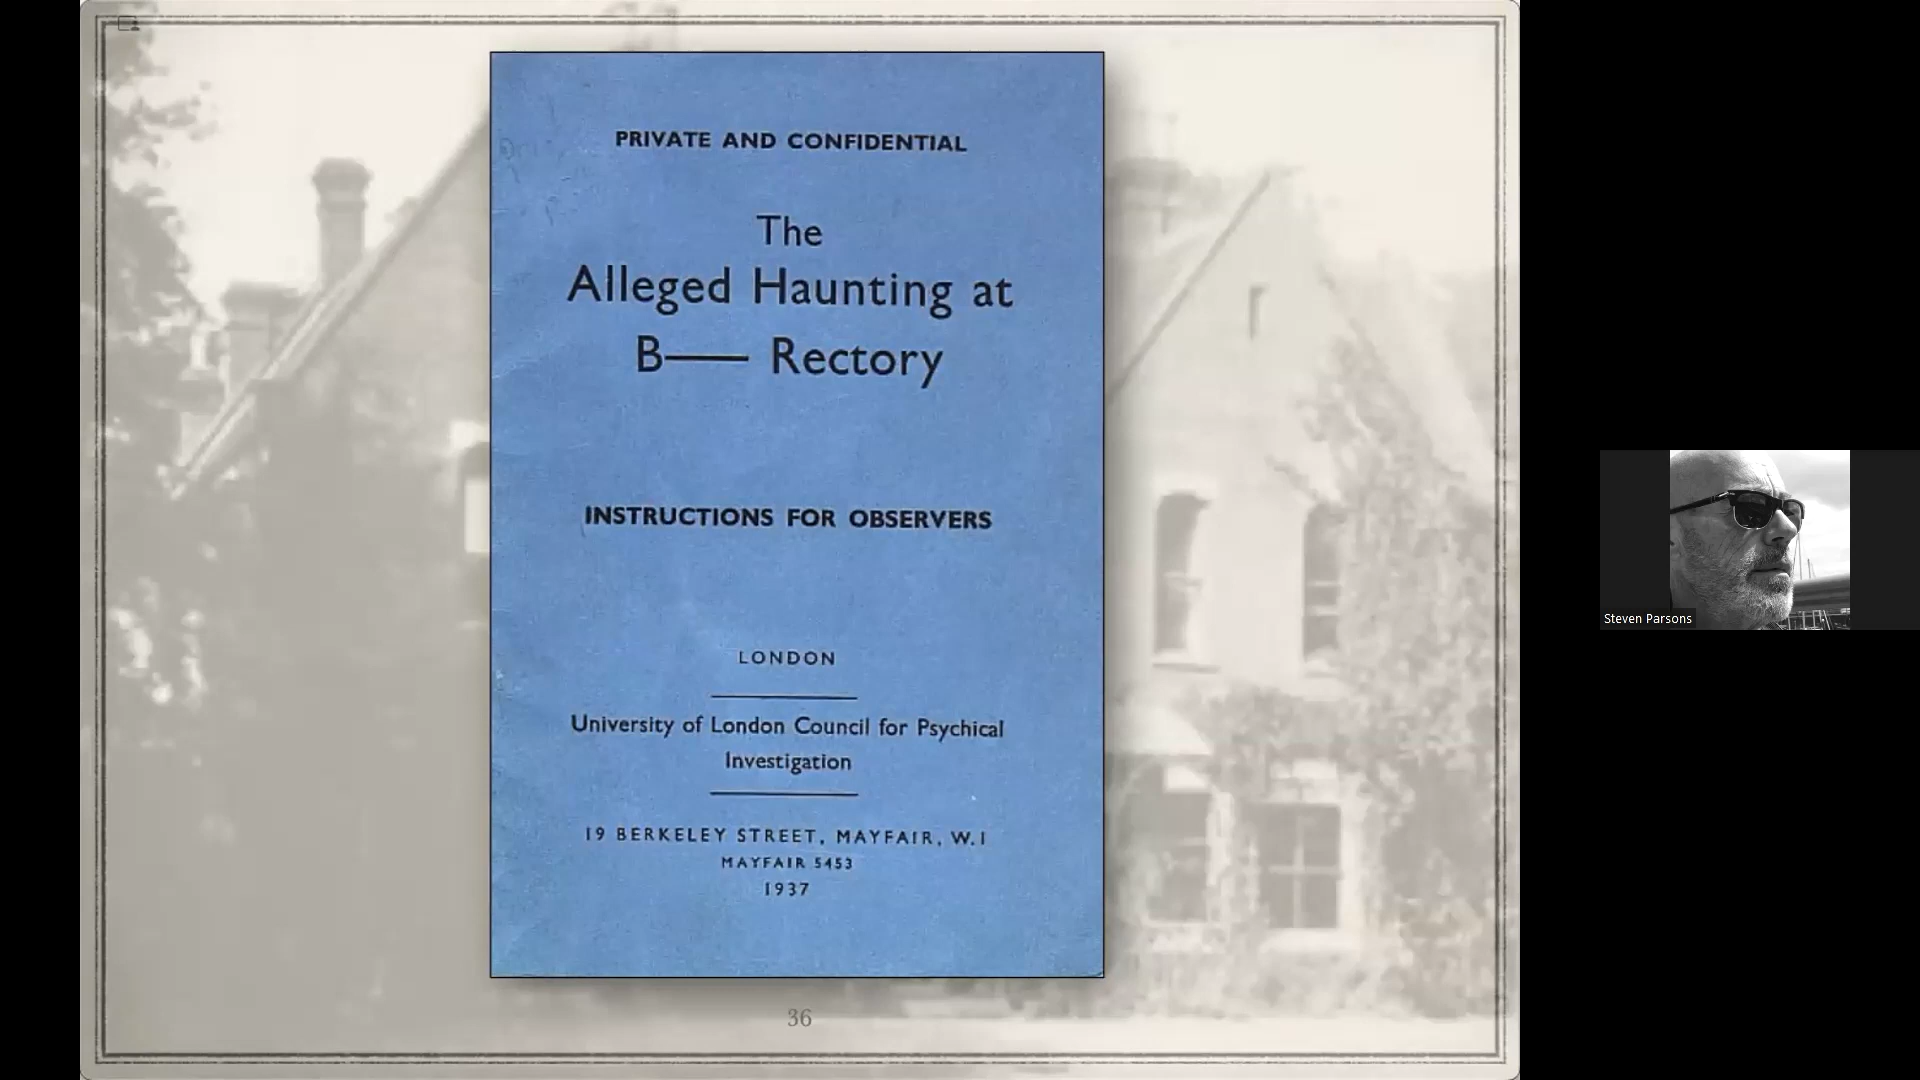 PRIVATE AND CONFIDENTIAL
The
Alleged Haunting at
B—— Rectory
INSTRUCTIONS FOR OBSERVERS
LONDON
University of London Council for Psychical
Investigation
19 BERKELEY STREET, MAYFAIR, W.1
MAYFAIR 5453
1937
36
Steven Parsons